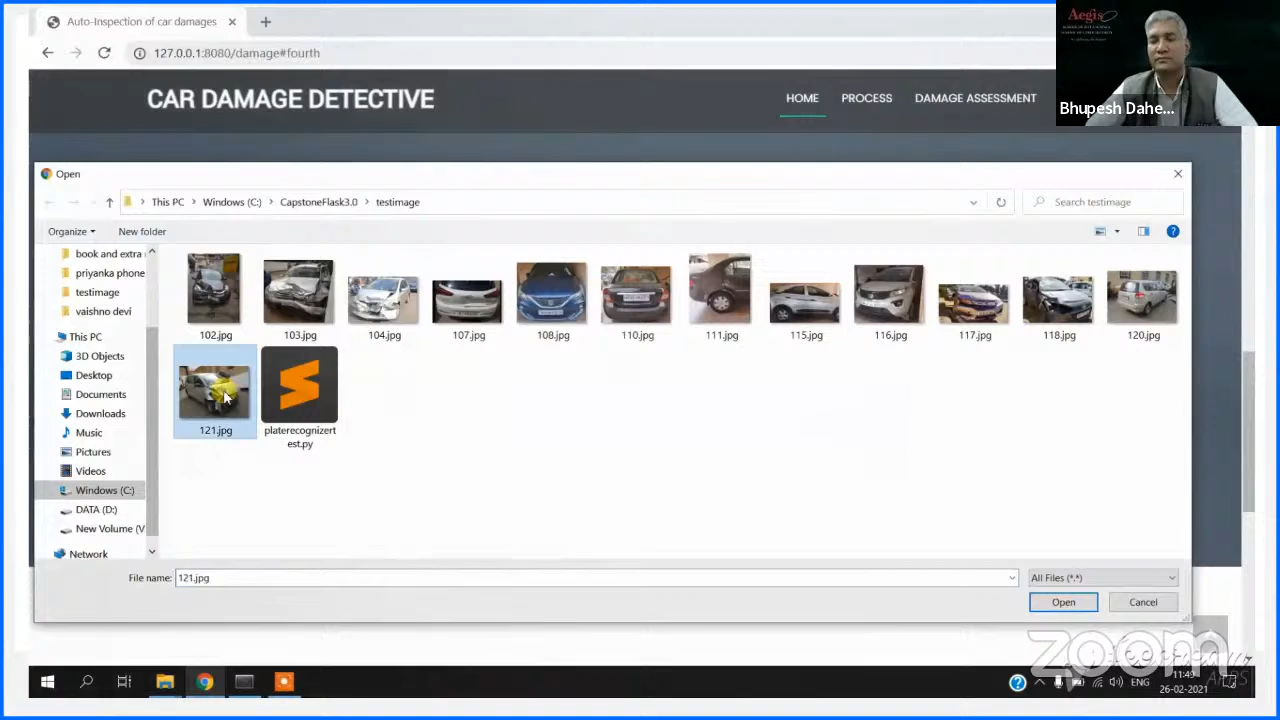 Auto-Inspection of car damages
127.0.0.1:8080/damage#fourth
Aegis
CAR DAMAGE DETECTIVE
HOME
PROCESS
DAMAGE ASSESSMENT
Bhupesh Dahe...
Open
This PC
Windows (C:)
CapstoneFlask3.0
testimage
Search testimage
Organize
New folder
book and extra
priyanka phone
testimage
vaishno devi
This PC
3D Objects
Desktop
Documents
Downloads
Music
Pictures
Videos
Windows (C:)
DATA (D:)
New Volume (V
Network
102.jpg
103.jpg
104.jpg
107.jpg
108.jpg
110.jpg
111.jpg
115.jpg
116.jpg
117.jpg
118.jpg
120.jpg
121.jpg
platerecognizert
est.py
File name:
121.jpg
All Files (*.*)
Open
Cancel
zoom
ENG
11:49
26-02-2021